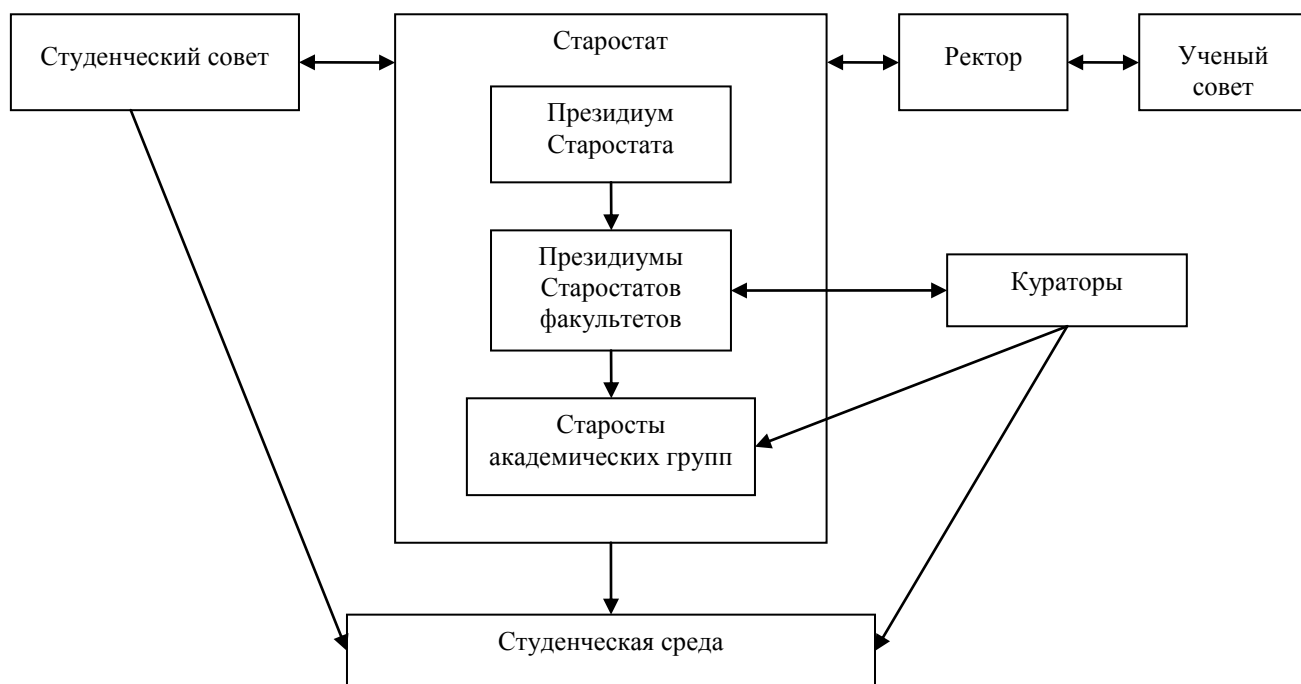 Студенческий совет
Старостат
Ректор
Ученый
совет
Президиум
Старостата
Президиумы
Старостатов
факультетов
Кураторы
Старосты
академических групп
Студенческая среда